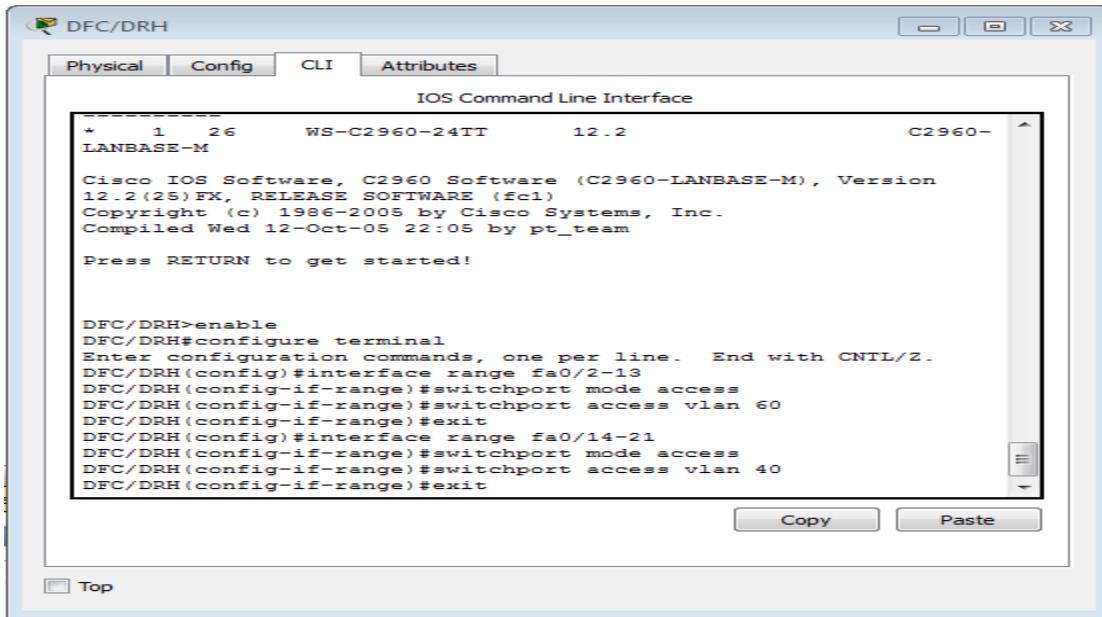 DFC/DRH
Physical Config CLI Attributes
IOS Command Line Interface
----------
* 1 26 WS-C2960-24TT 12.2 C2960-
LANBASE-M
Cisco IOS Software, C2960 Software (C2960-LANBASE-M), Version
12.2(25)FX, RELEASE SOFTWARE (fc1)
Copyright (c) 1986-2005 by Cisco Systems, Inc.
Compiled Wed 12-Oct-05 22:05 by pt_team
Press RETURN to get started!
DFC/DRH>enable
DFC/DRH#configure terminal
Enter configuration commands, one per line. End with CNTL/Z.
DFC/DRH(config)#interface range fa0/2-13
DFC/DRH(config-if-range)#switchport mode access
DFC/DRH(config-if-range)#switchport access vlan 60
DFC/DRH(config-if-range)#exit
DFC/DRH(config)#interface range fa0/14-21
DFC/DRH(config-if-range)#switchport mode access
DFC/DRH(config-if-range)#switchport access vlan 40
DFC/DRH(config-if-range)#exit
Copy Paste
Top